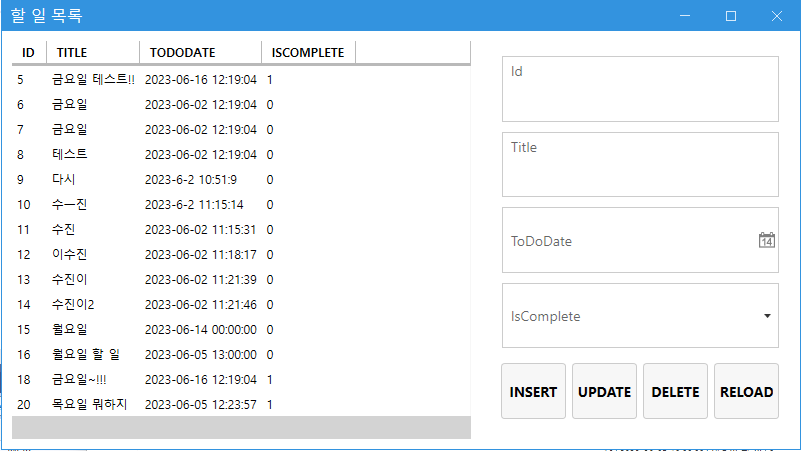 할 일 목록
ID TITLE TODODATE ISCOMPLETE
5 금요일 테스트!! 2023-06-16 12:19:04 1
6 금요일 2023-06-02 12:19:04 0
7 금요일 2023-06-02 12:19:04 0
8 테스트 2023-06-02 12:19:04 0
9 다시 2023-6-2 10:51:9 0
10 수ㅡ진 2023-6-2 11:15:14 0
11 수진 2023-06-02 11:15:31 0
12 이수진 2023-06-02 11:18:17 0
13 수진이 2023-06-02 11:21:39 0
14 수진이2 2023-06-02 11:21:46 0
15 월요일 2023-06-14 00:00:00 0
16 월요일 할 일 2023-06-05 13:00:00 0
18 금요일~!!! 2023-06-16 12:19:04 1
20 목요일 뭐하지 2023-06-05 12:23:57 1
Id
Title
ToDoDate 14
IsComplete
INSERT UPDATE DELETE RELOAD